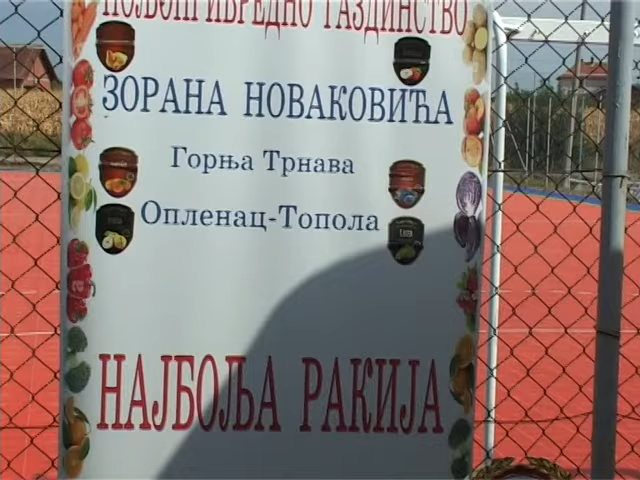 ПОЉОПРИВРЕДНО ГАЗДИНСТВО
ЗОРАНА НОВАКОВИЋА
Горња Трнава
Опленац-Топола
НАЈБОЉА РАКИЈА